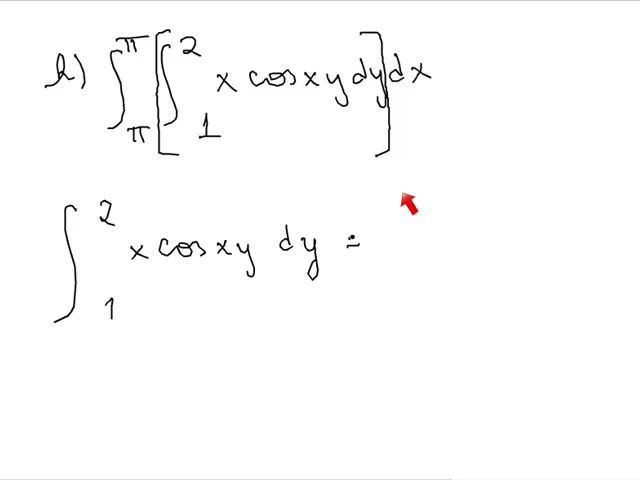 h) ∫_π^π [∫_1^2 x cos xy dy] dx
∫_1^2 x cos xy dy =